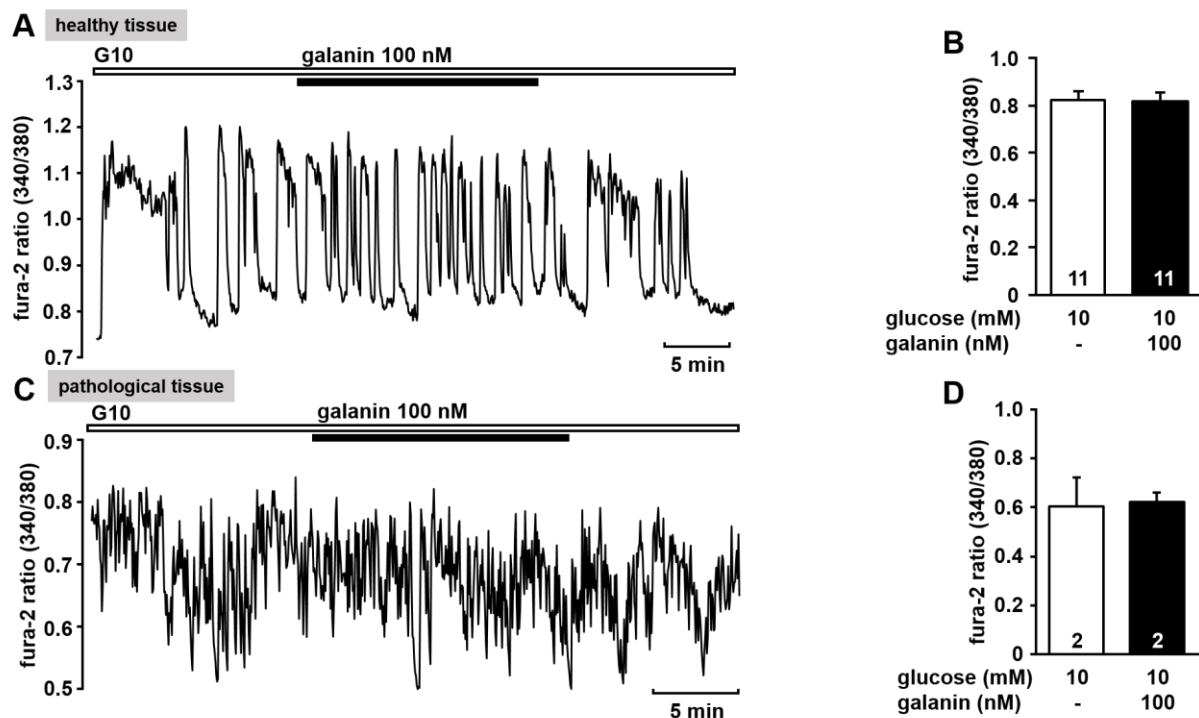 A healthy tissue
G10 galanin 100 nM
1.3
1.2
1.1
1.0
0.9
0.8
0.7
fura-2 ratio (340/380)
5 min
B
1.0
0.8
0.6
0.4
0.2
0
fura-2 ratio (340/380)
11 11
glucose (mM) 10 10
galanin (nM) - 100
C pathological tissue
G10 galanin 100 nM
0.9
0.8
0.7
0.6
0.5
fura-2 ratio (340/380)
5 min
D
1.0
0.8
0.6
0.4
0.2
0
fura-2 ratio (340/380)
2 2
glucose (mM) 10 10
galanin (nM) - 100